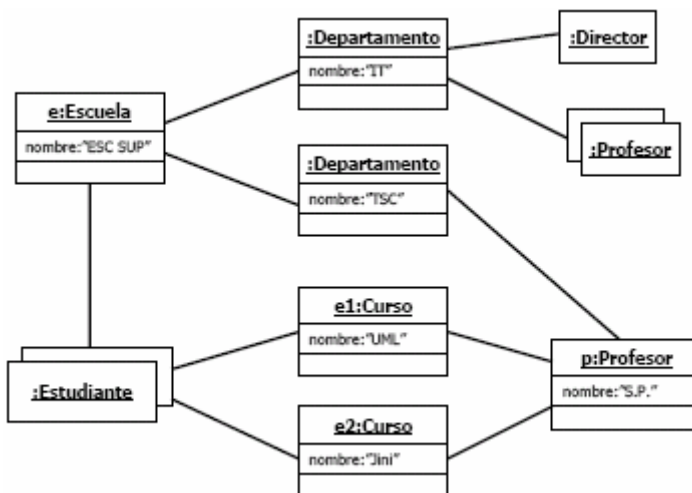 :Departamento
nombre:"IT"
:Director
e:Escuela
nombre:"ESC SUP"
:Profesor
:Departamento
nombre:"TSC"
e1:Curso
nombre:"UML"
:Estudiante
p:Profesor
nombre:"S.P."
e2:Curso
nombre:"Jini"